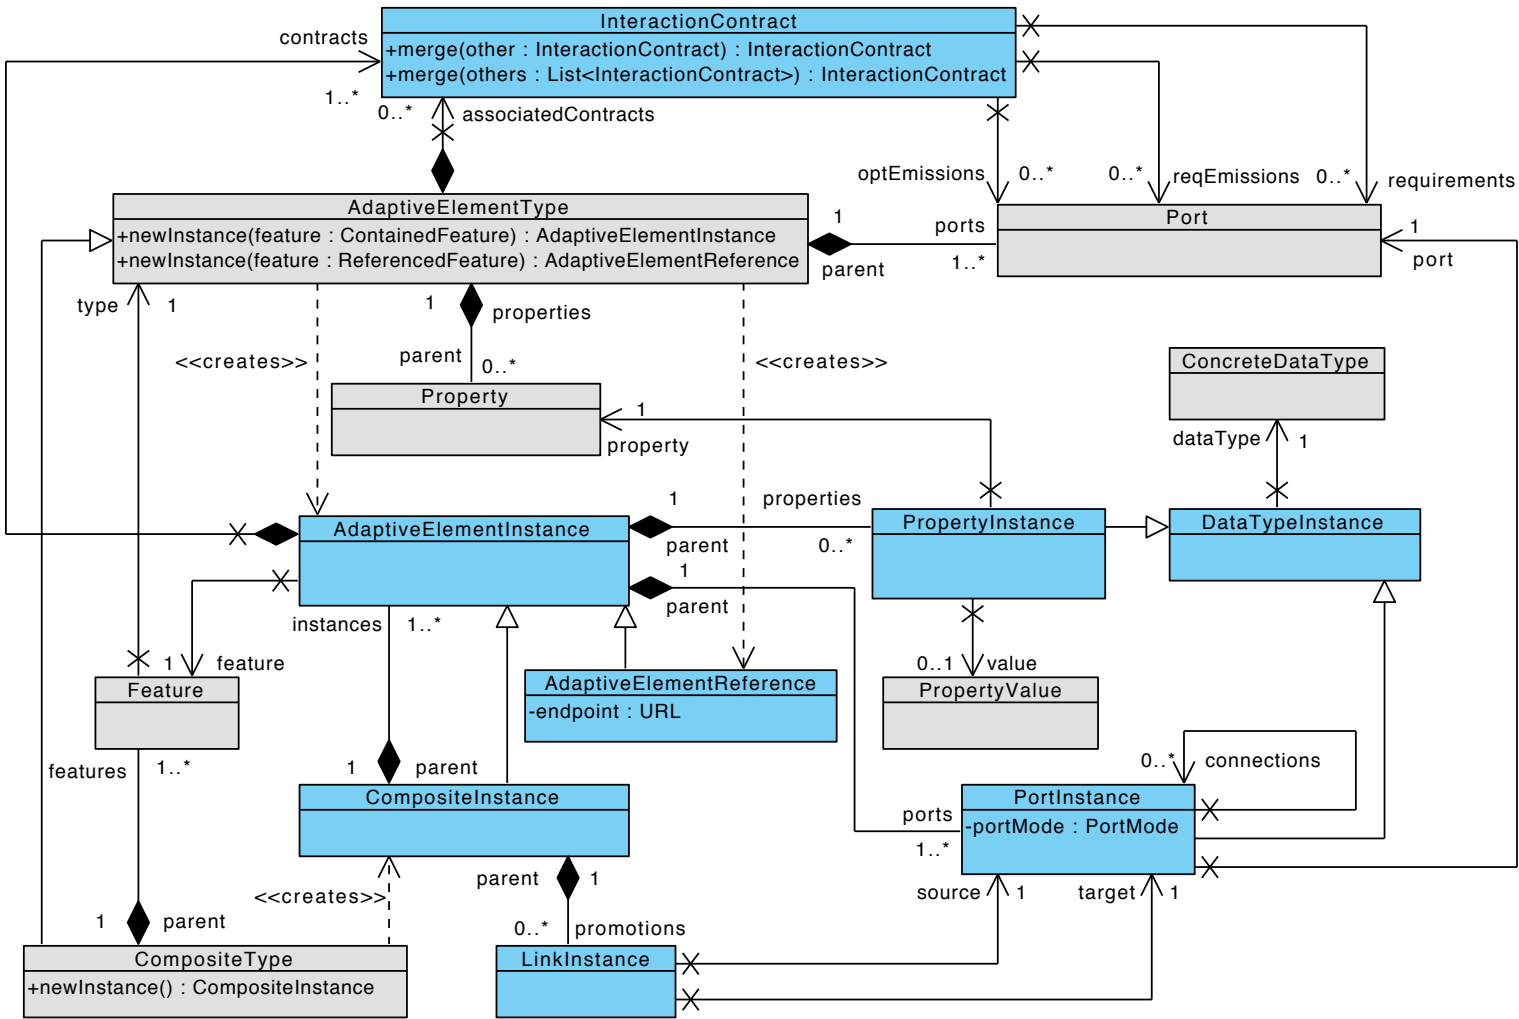 InteractionContract
+merge(other : InteractionContract) : InteractionContract
+merge(others : List<InteractionContract>) : InteractionContract
contracts
1..*
0..*
associatedContracts
optEmissions
0..*
0..*
reqEmissions
0..*
requirements
AdaptiveElementType
+newInstance(feature : ContainedFeature) : AdaptiveElementInstance
+newInstance(feature : ReferencedFeature) : AdaptiveElementReference
1
ports
parent
1..*
Port
1
port
type
1
1
properties
<<creates>>
parent
0..*
<<creates>>
Property
1
property
ConcreteDataType
dataType
1
AdaptiveElementInstance
1
properties
parent
0..*
1
parent
PropertyInstance
DataTypeInstance
instances
1..*
1
feature
Feature
AdaptiveElementReference
-endpoint : URL
0..1
value
PropertyValue
features
1..*
1
parent
0..*
connections
CompositeInstance
ports
1..*
PortInstance
-portMode : PortMode
<<creates>>
parent
1
source
1
target
1
1
parent
0..*
promotions
CompositeType
+newInstance() : CompositeInstance
LinkInstance